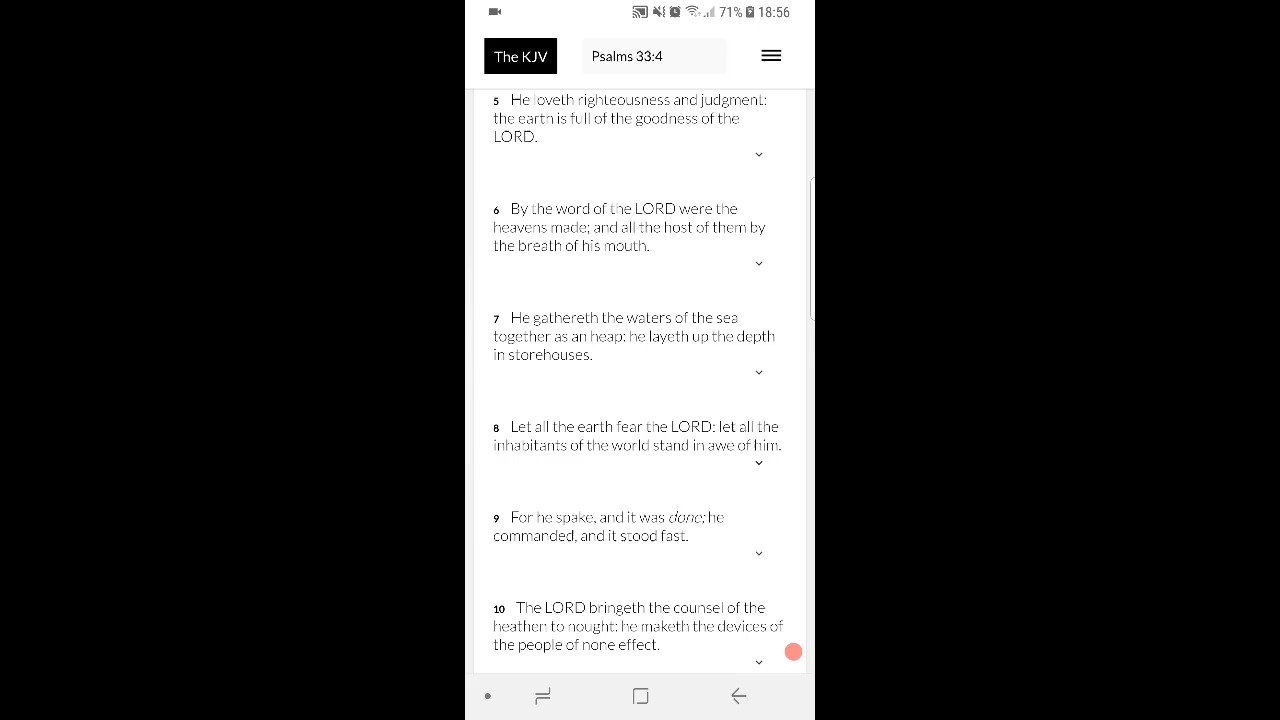 71% 18:56
The KJV Psalms 33:4
5 He loveth righteousness and judgment:
the earth is full of the goodness of the
LORD.
6 By the word of the LORD were the
heavens made; and all the host of them by
the breath of his mouth.
7 He gathereth the waters of the sea
together as an heap: he layeth up the depth
in storehouses.
8 Let all the earth fear the LORD: let all the
inhabitants of the world stand in awe of him.
9 For he spake, and it was done; he
commanded, and it stood fast.
10 The LORD bringeth the counsel of the
heathen to nought: he maketh the devices of
the people of none effect.